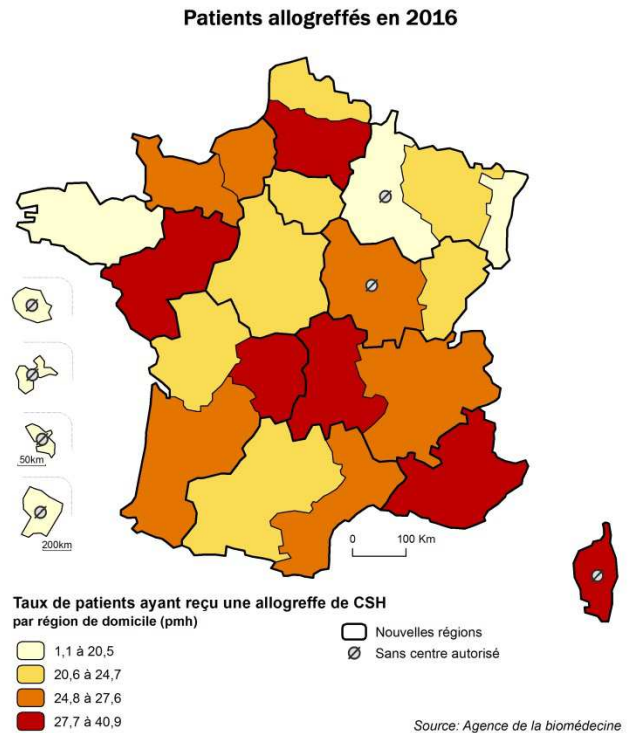 Patients allogreffés en 2016
50km
200km
0 100 Km
Taux de patients ayant reçu une allogreffe de CSH
par région de domicile (pmh)
1,1 à 20,5
20,6 à 24,7
24,8 à 27,6
27,7 à 40,9
Nouvelles régions
Sans centre autorisé
Source: Agence de la biomédecine